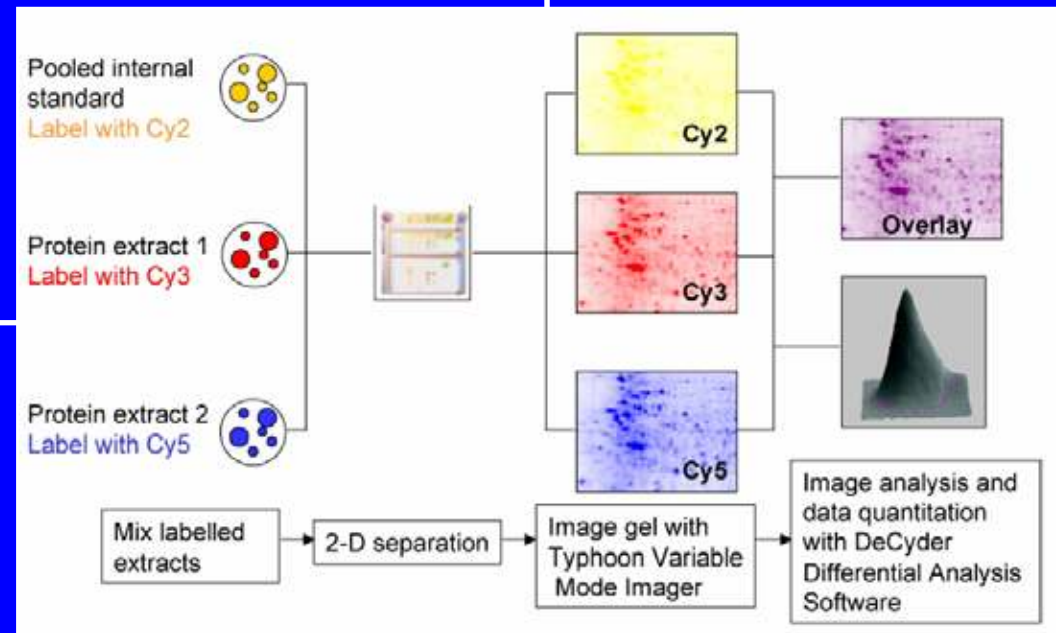 Pooled internal
standard
Label with Cy2
Protein extract 1
Label with Cy3
Protein extract 2
Label with Cy5
Cy2
Cy3
Cy5
Overlay
Mix labelled
extracts
2-D separation
Image gel with
Typhoon Variable
Mode Imager
Image analysis and
data quantitation
with DeCyder
Differential Analysis
Software